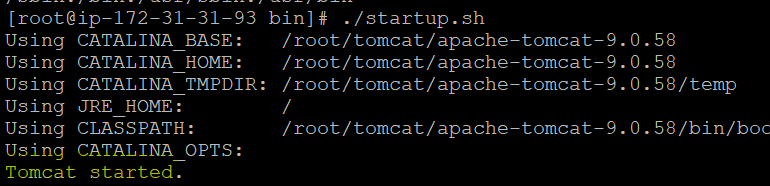 [root@ip-172-31-31-93 bin]# ./startup.sh
Using CATALINA_BASE:   /root/tomcat/apache-tomcat-9.0.58
Using CATALINA_HOME:   /root/tomcat/apache-tomcat-9.0.58
Using CATALINA_TMPDIR: /root/tomcat/apache-tomcat-9.0.58/temp
Using JRE_HOME:        /
Using CLASSPATH:       /root/tomcat/apache-tomcat-9.0.58/bin/boo
Using CATALINA_OPTS:
Tomcat started.